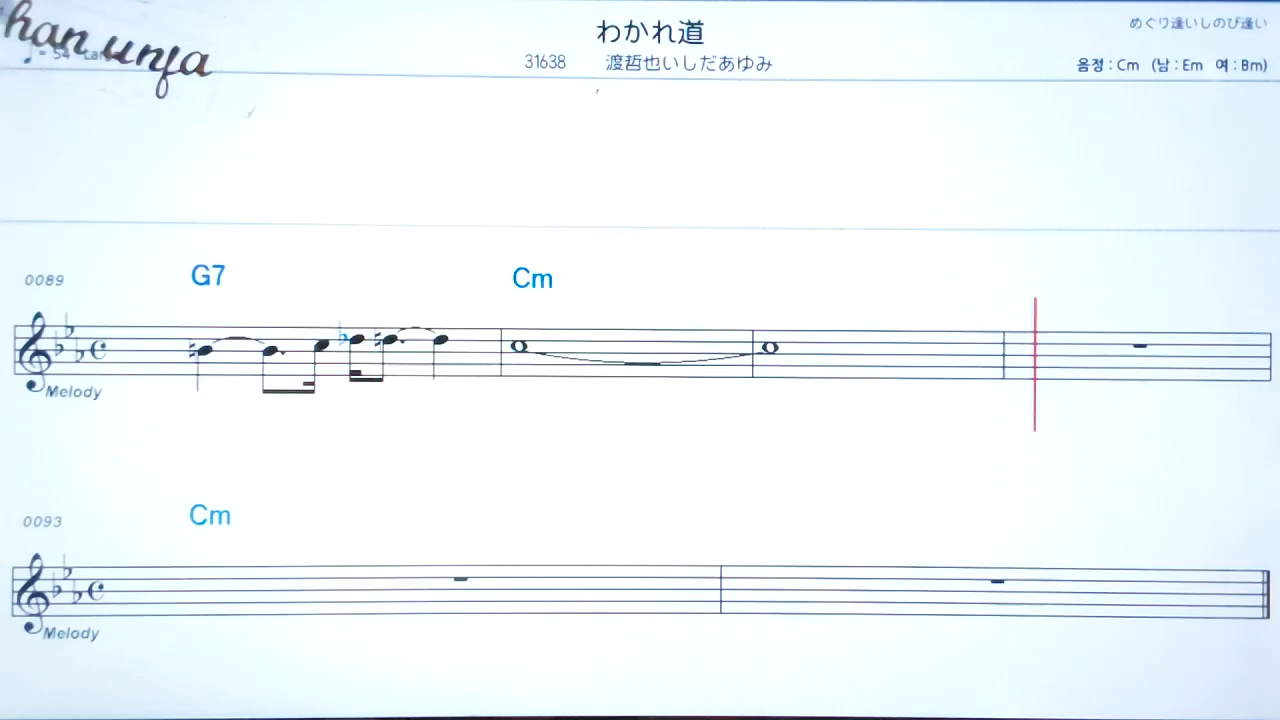 han unja
わかれ道
めぐり逢いしのび逢い
♩= 54
31638 渡哲也いしだあゆみ
음정 : Cm (남 : Em 여 : Bm)
0089 G7 Cm
Melody
0093 Cm
Melody